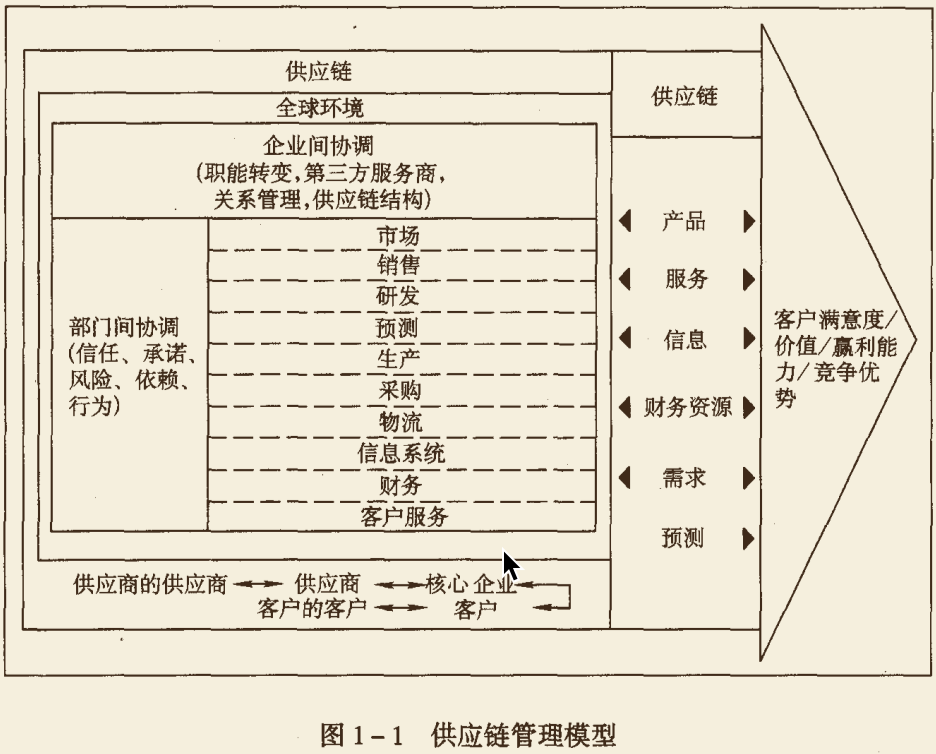 供应链
全球环境
企业间协调
(职能转变,第三方服务商,
关系管理,供应链结构)
部门间协调
(信任、承诺、
风险、依赖、
行为)
市场
销售
研发
预测
生产
采购
物流
信息系统
财务
客户服务
供应商的供应商 供应商 核心企业
客户的客户 客户
供应链
产品
服务
信息
财务资源
需求
预测
客户满意度/
价值/赢利能
力/竞争优
势
图1-1 供应链管理模型